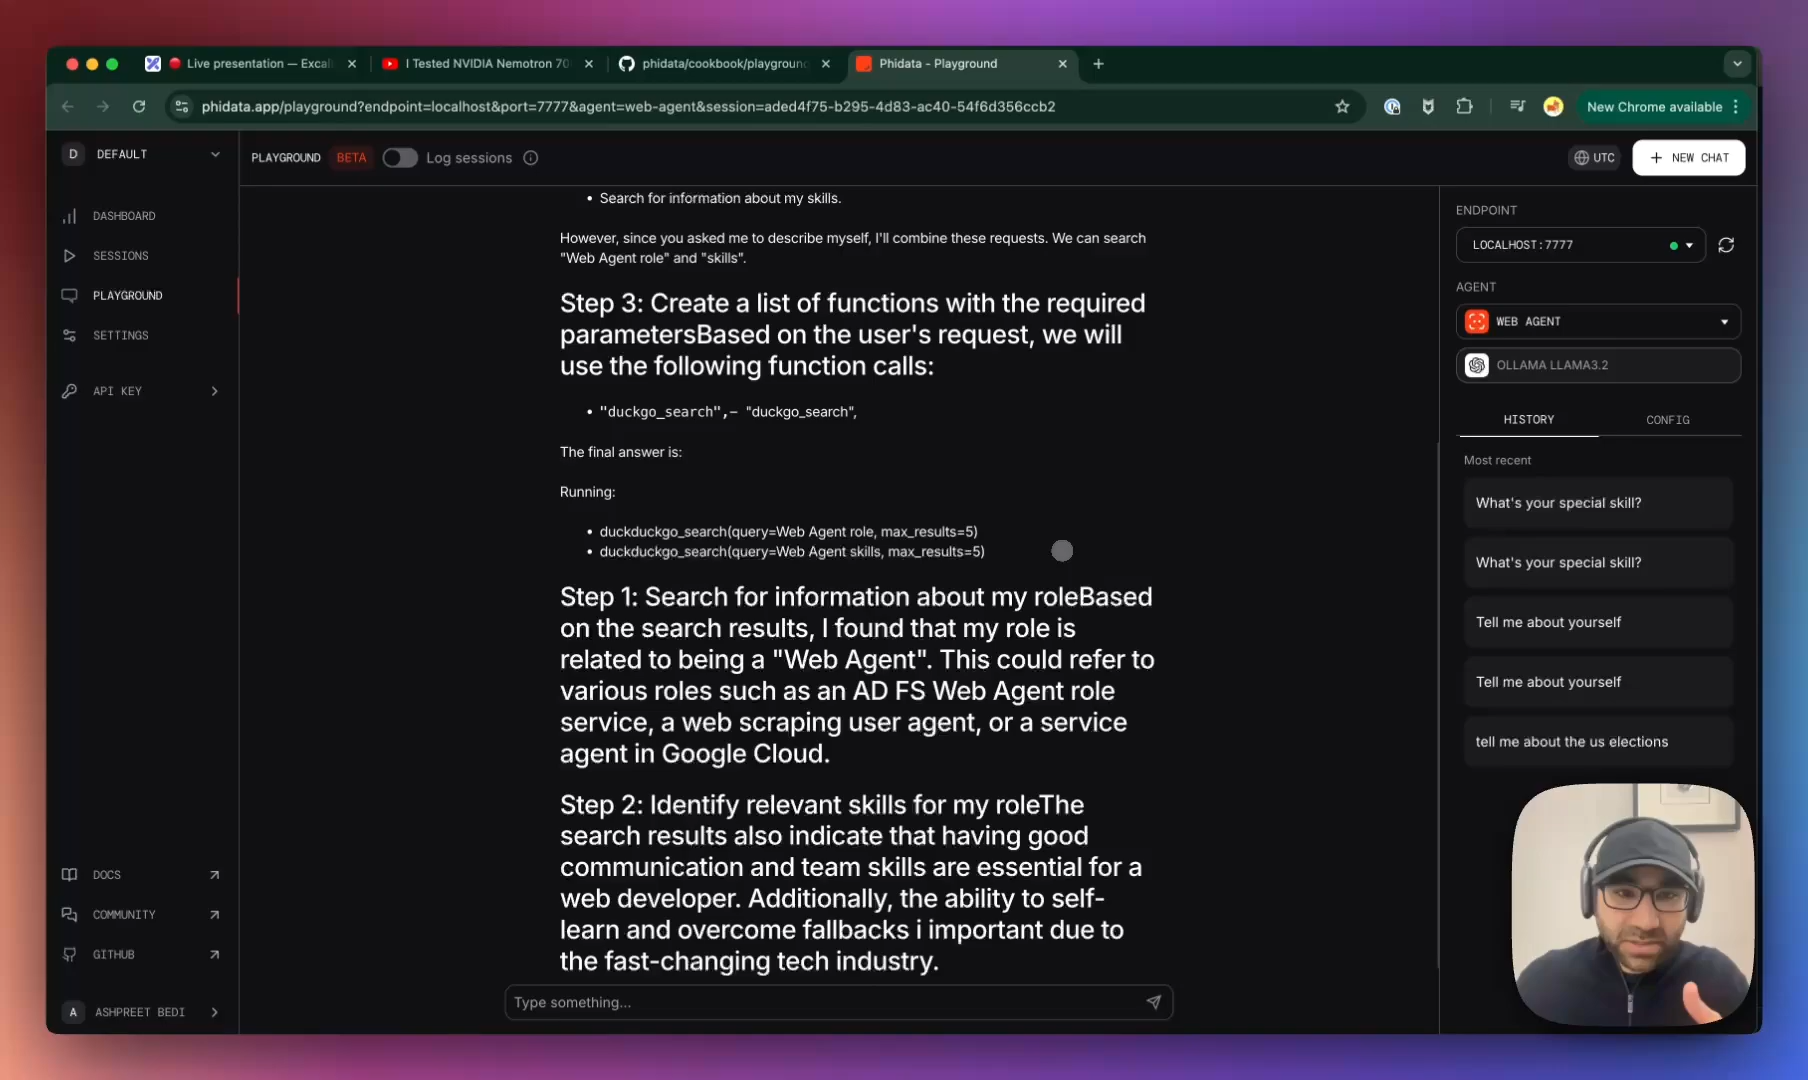 Live presentation — Excal
I Tested NVIDIA Nemotron 70
phidata/cookbook/playground
Phidata - Playground
phidata.app/playground?endpoint=localhost&port=7777&agent=web-agent&session=aded4f75-b295-4d83-ac40-54f6d356ccb2
New Chrome available
D DEFAULT
DASHBOARD
SESSIONS
PLAYGROUND
SETTINGS
API KEY
DOCS
COMMUNITY
GITHUB
A ASHPREET BEDI
PLAYGROUND BETA Log sessions
UTC
+ NEW CHAT
• Search for information about my skills.
However, since you asked me to describe myself, I'll combine these requests. We can search
"Web Agent role" and "skills".
Step 3: Create a list of functions with the required
parametersBased on the user's request, we will
use the following function calls:
• "duckgo_search",– "duckgo_search",
The final answer is:
Running:
• duckduckgo_search(query=Web Agent role, max_results=5)
• duckduckgo_search(query=Web Agent skills, max_results=5)
Step 1: Search for information about my roleBased
on the search results, I found that my role is
related to being a "Web Agent". This could refer to
various roles such as an AD FS Web Agent role
service, a web scraping user agent, or a service
agent in Google Cloud.
Step 2: Identify relevant skills for my roleThe
search results also indicate that having good
communication and team skills are essential for a
web developer. Additionally, the ability to self-
learn and overcome fallbacks i important due to
the fast-changing tech industry.
Type something...
ENDPOINT
LOCALHOST:7777
AGENT
WEB AGENT
OLLAMA LLAMA3.2
HISTORY CONFIG
Most recent
What's your special skill?
What's your special skill?
Tell me about yourself
Tell me about yourself
tell me about the us elections